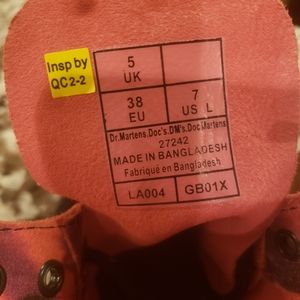 Insp by
QC2-2
5
UK
38
EU
7
US L
Dr.Martens.Doc's.DM's.Doc Martens
27242
MADE IN BANGLADESH
Fabriqué en Bangladesh
LA004
GB01X